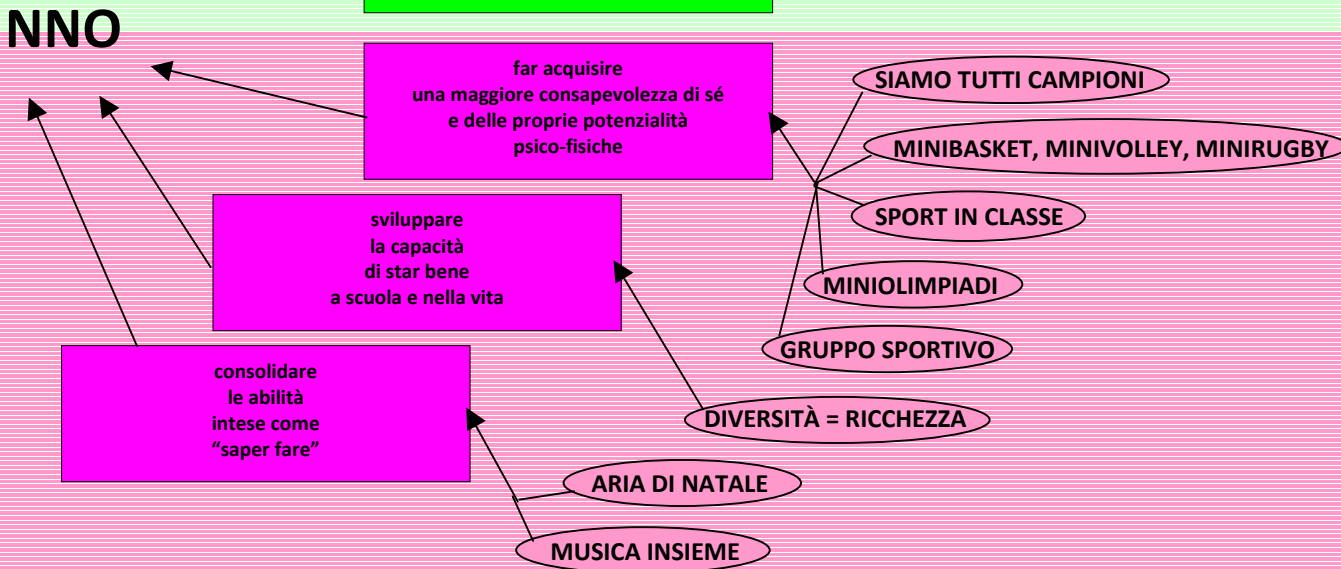 NNO
far acquisire
una maggiore consapevolezza di sé
e delle proprie potenzialità
psico-fisiche
SIAMO TUTTI CAMPIONI
MINIBASKET, MINIVOLLEY, MINIRUGBY
SPORT IN CLASSE
MINIOLIMPIADI
GRUPPO SPORTIVO
sviluppare
la capacità
di star bene
a scuola e nella vita
DIVERSITÀ = RICCHEZZA
consolidare
le abilità
intese come
“saper fare”
ARIA DI NATALE
MUSICA INSIEME